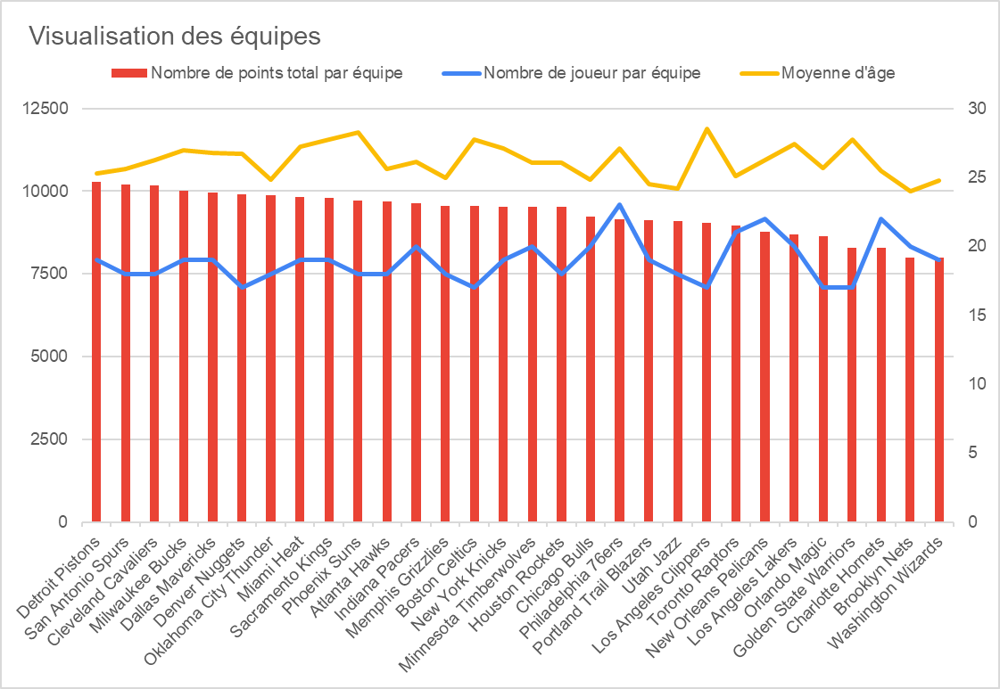 Visualisation des équipes
Nombre de points total par équipe
Nombre de joueur par équipe
Moyenne d'âge
12500
10000
7500
5000
2500
0
30
25
20
15
10
5
0
Detroit Pistons
San Antonio Spurs
Cleveland Cavaliers
Milwaukee Bucks
Dallas Mavericks
Denver Nuggets
Oklahoma City Thunder
Miami Heat
Sacramento Kings
Phoenix Suns
Atlanta Hawks
Indiana Pacers
Memphis Grizzlies
Boston Celtics
New York Knicks
Minnesota Timberwolves
Houston Rockets
Chicago Bulls
Philadelphia 76ers
Portland Trail Blazers
Utah Jazz
Los Angeles Clippers
Toronto Raptors
New Orleans Pelicans
Los Angeles Lakers
Orlando Magic
Golden State Warriors
Charlotte Hornets
Brooklyn Nets
Washington Wizards